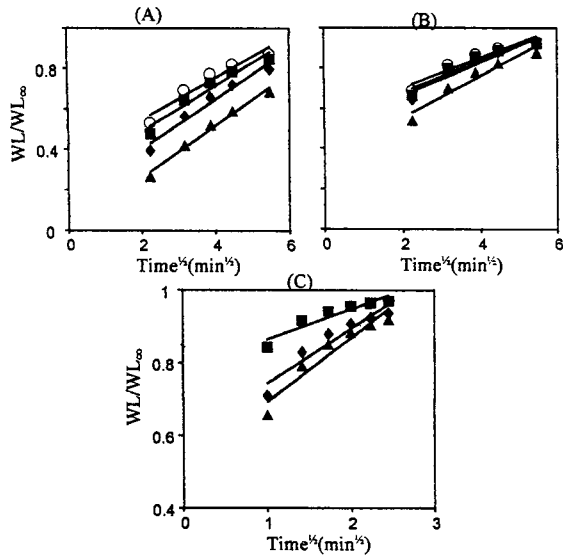 (A)
(B)
0.8
0.4
0
WL/WL∞
0 2 4 6
0 2 4 6
Time½(min½)
Time½(min½)
(C)
1
0.8
0.6
0.4
WL/WL∞
0 1 2 3
Time½(min½)